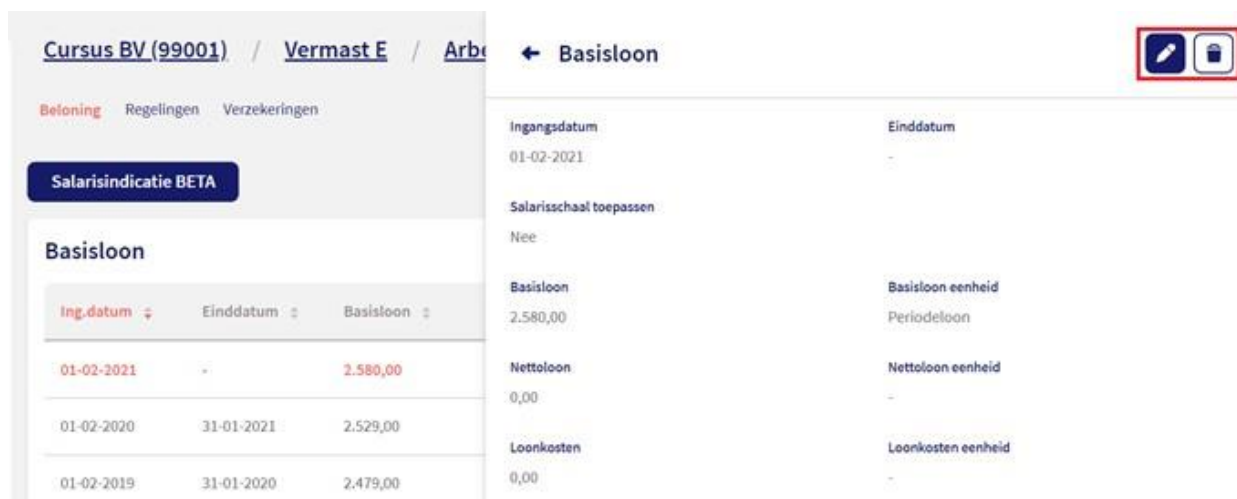 Cursus BV (99001) / Vermast E / Arbe
Beloning Regelingen Verzekeringen
Salarisindicatie BETA
Basisloon
Ing.datum Einddatum Basisloon
01-02-2021 - 2.580,00
01-02-2020 31-01-2021 2.529,00
01-02-2019 31-01-2020 2.479,00
Basisloon
Ingangsdatum Einddatum
01-02-2021 -
Salarisschaal toepassen
Nee
Basisloon Basisloon eenheid
2.580,00 Periodeloon
Nettoloon Nettoloon eenheid
0,00 -
Loonkosten Loonkosten eenheid
0,00 -